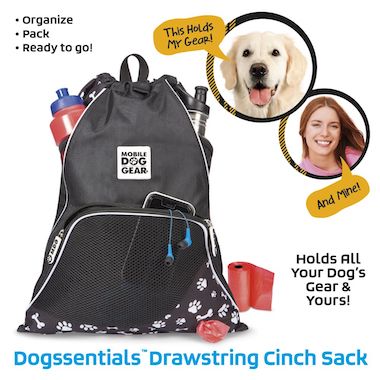 • Organize
• Pack
• Ready to go!
This Holds
My Gear!
And Mine!
MOBILE
DOG
GEAR
Holds All
Your Dog's
Gear &
Yours!
Dogssentials™ Drawstring Cinch Sack